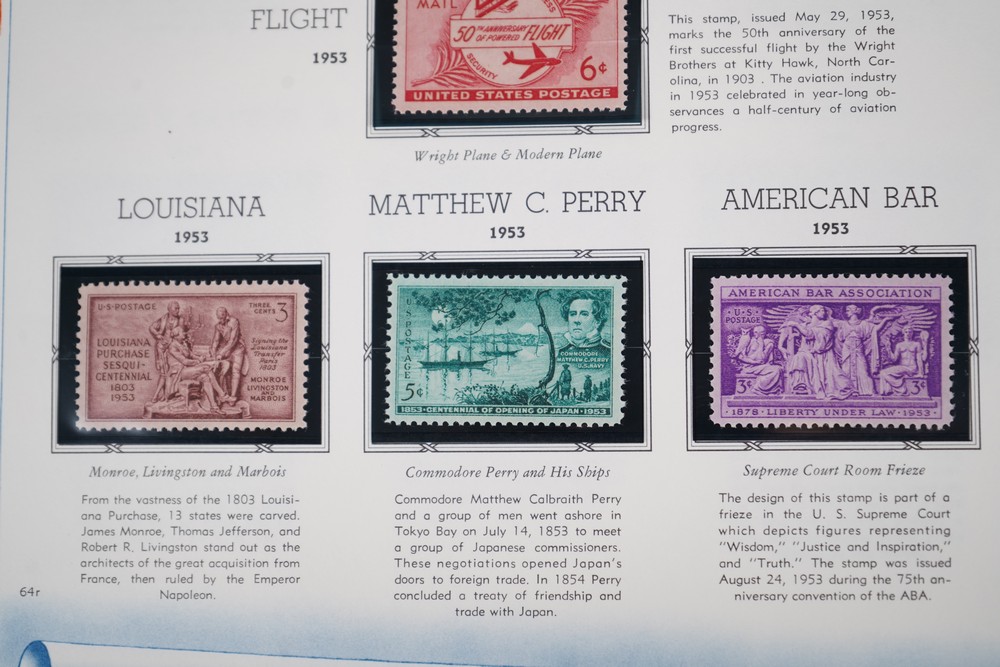 FLIGHT
1953
MAIL
50TH ANNIVERSARY
OF POWERED FLIGHT
SECURITY
6¢
UNITED STATES POSTAGE
Wright Plane & Modern Plane
This stamp, issued May 29, 1953,
marks the 50th anniversary of the
first successful flight by the Wright
Brothers at Kitty Hawk, North Car-
olina, in 1903 . The aviation industry
in 1953 celebrated in year-long ob-
servances a half-century of aviation
progress.
LOUISIANA
1953
U·S·POSTAGE
THREE
CENTS 3
LOUISIANA
PURCHASE
SESQUI-
CENTENNIAL
1803
1953
Signing the
Louisiana
Transfer
Paris
1803
MONROE
LIVINGSTON
AND
MARBOIS
Monroe, Livingston and Marbois
From the vastness of the 1803 Louisi-
ana Purchase, 13 states were carved.
James Monroe, Thomas Jefferson, and
Robert R. Livingston stand out as the
architects of the great acquisition from
France, then ruled by the Emperor
Napoleon.
MATTHEW C. PERRY
1953
U·S·POSTAGE
5¢
COMMODORE
MATTHEW C. PERRY
U.S. NAVY
1853·CENTENNIAL OF OPENING OF JAPAN·1953
Commodore Perry and His Ships
Commodore Matthew Calbraith Perry
and a group of men went ashore in
Tokyo Bay on July 14, 1853 to meet
a group of Japanese commissioners.
These negotiations opened Japan's
doors to foreign trade. In 1854 Perry
concluded a treaty of friendship and
trade with Japan.
AMERICAN BAR
1953
AMERICAN BAR ASSOCIATION
·U·S·
POSTAGE
3¢ 3¢
·1878·LIBERTY UNDER LAW·1953·
Supreme Court Room Frieze
The design of this stamp is part of a
frieze in the U. S. Supreme Court
which depicts figures representing
"Wisdom," "Justice and Inspiration,"
and "Truth." The stamp was issued
August 24, 1953 during the 75th an-
niversary convention of the ABA.
64r